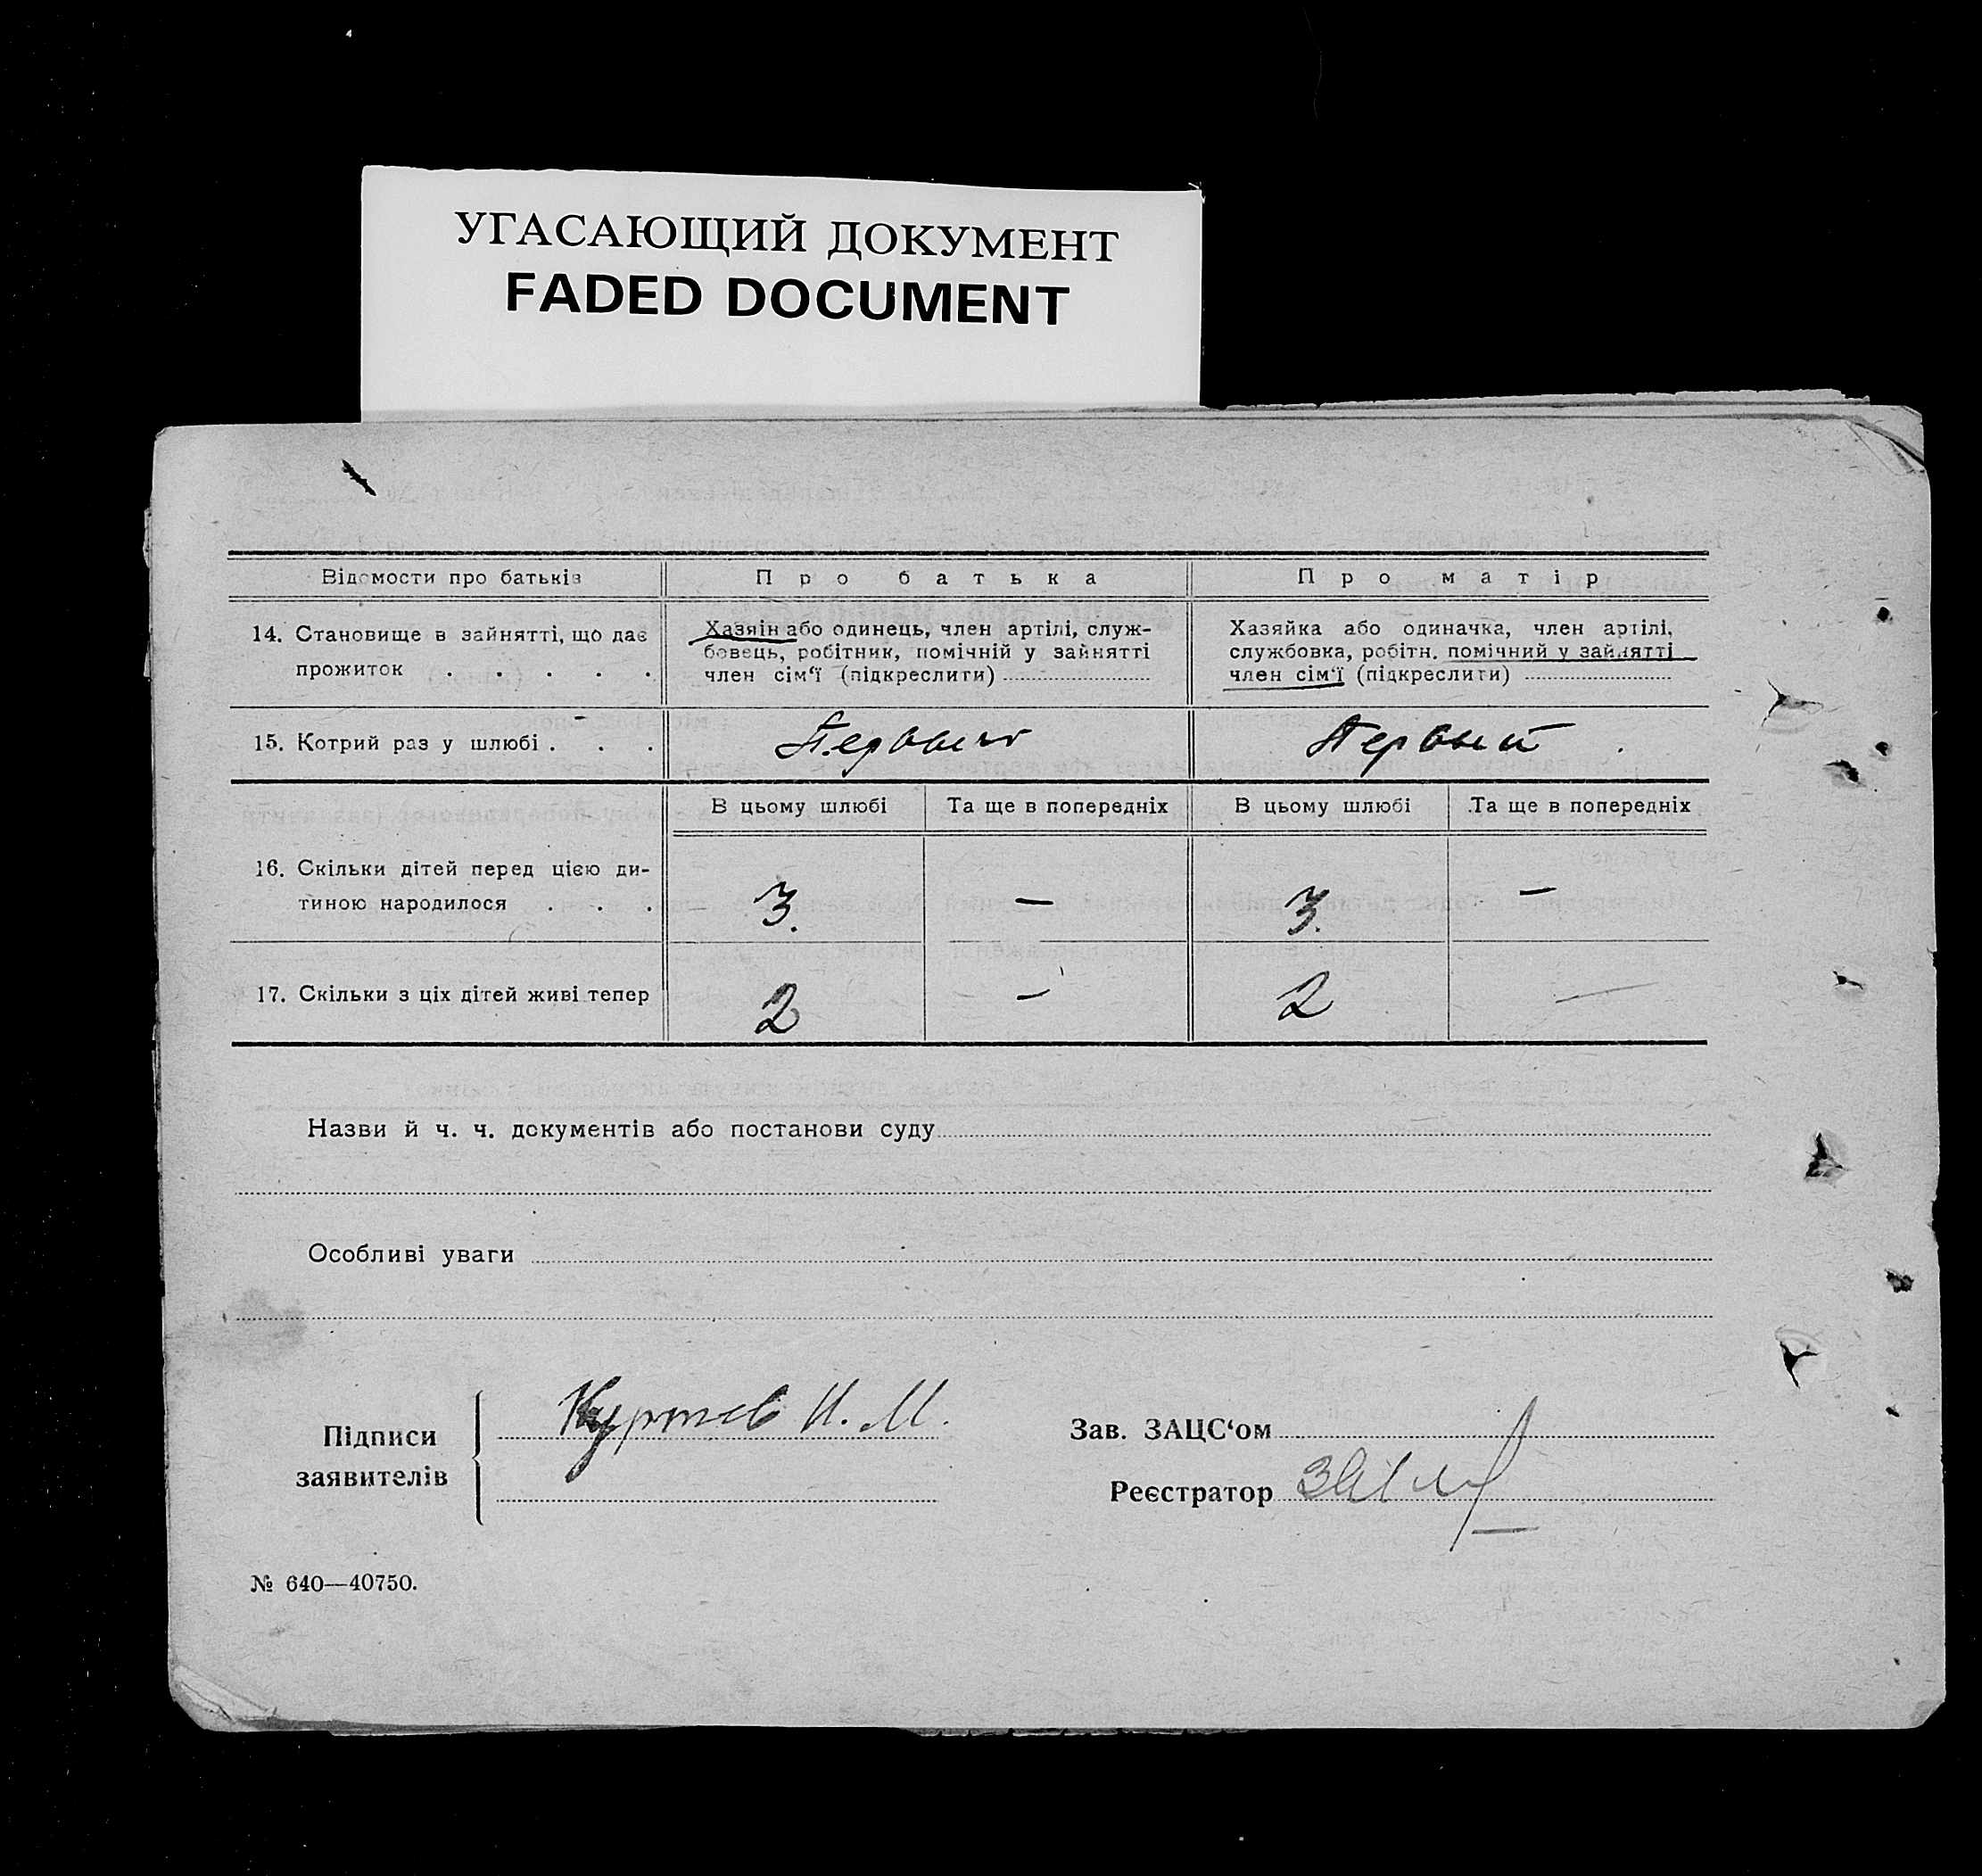 УГАСАЮЩИЙ ДОКУМЕНТ
FADED DOCUMENT
Відомости про батьків
Про батька
Про матір
14. Становище в зайнятті, що дає
прожиток . . . . .
Хазяін або одинець, член артілі, служ-
бовець, робітник, помічній у зайнятті
член сім‘ї (підкреслити)
Хазяйка або одиначка, член артілі,
службовка, робітн. помічний у зайнятті
член сім‘ї (підкреслити)
15. Котрий раз у шлюбі . . .
Первый
Первый
В цьому шлюбі
Та ще в попередніх
В цьому шлюбі
Та ще в попередніх
16. Скільки дітей перед цією ди-
тиною народилося . . .
3.
—
3.
—
17. Скільки з ціх дітей живі тепер
2
—
2
—
Назви й ч. ч. документів або постанови суду
Особливі уваги
Підписи
заявителів
Куртев И. М.
Зав. ЗАЦС‘ом
Реєстратор
№ 640—40750.